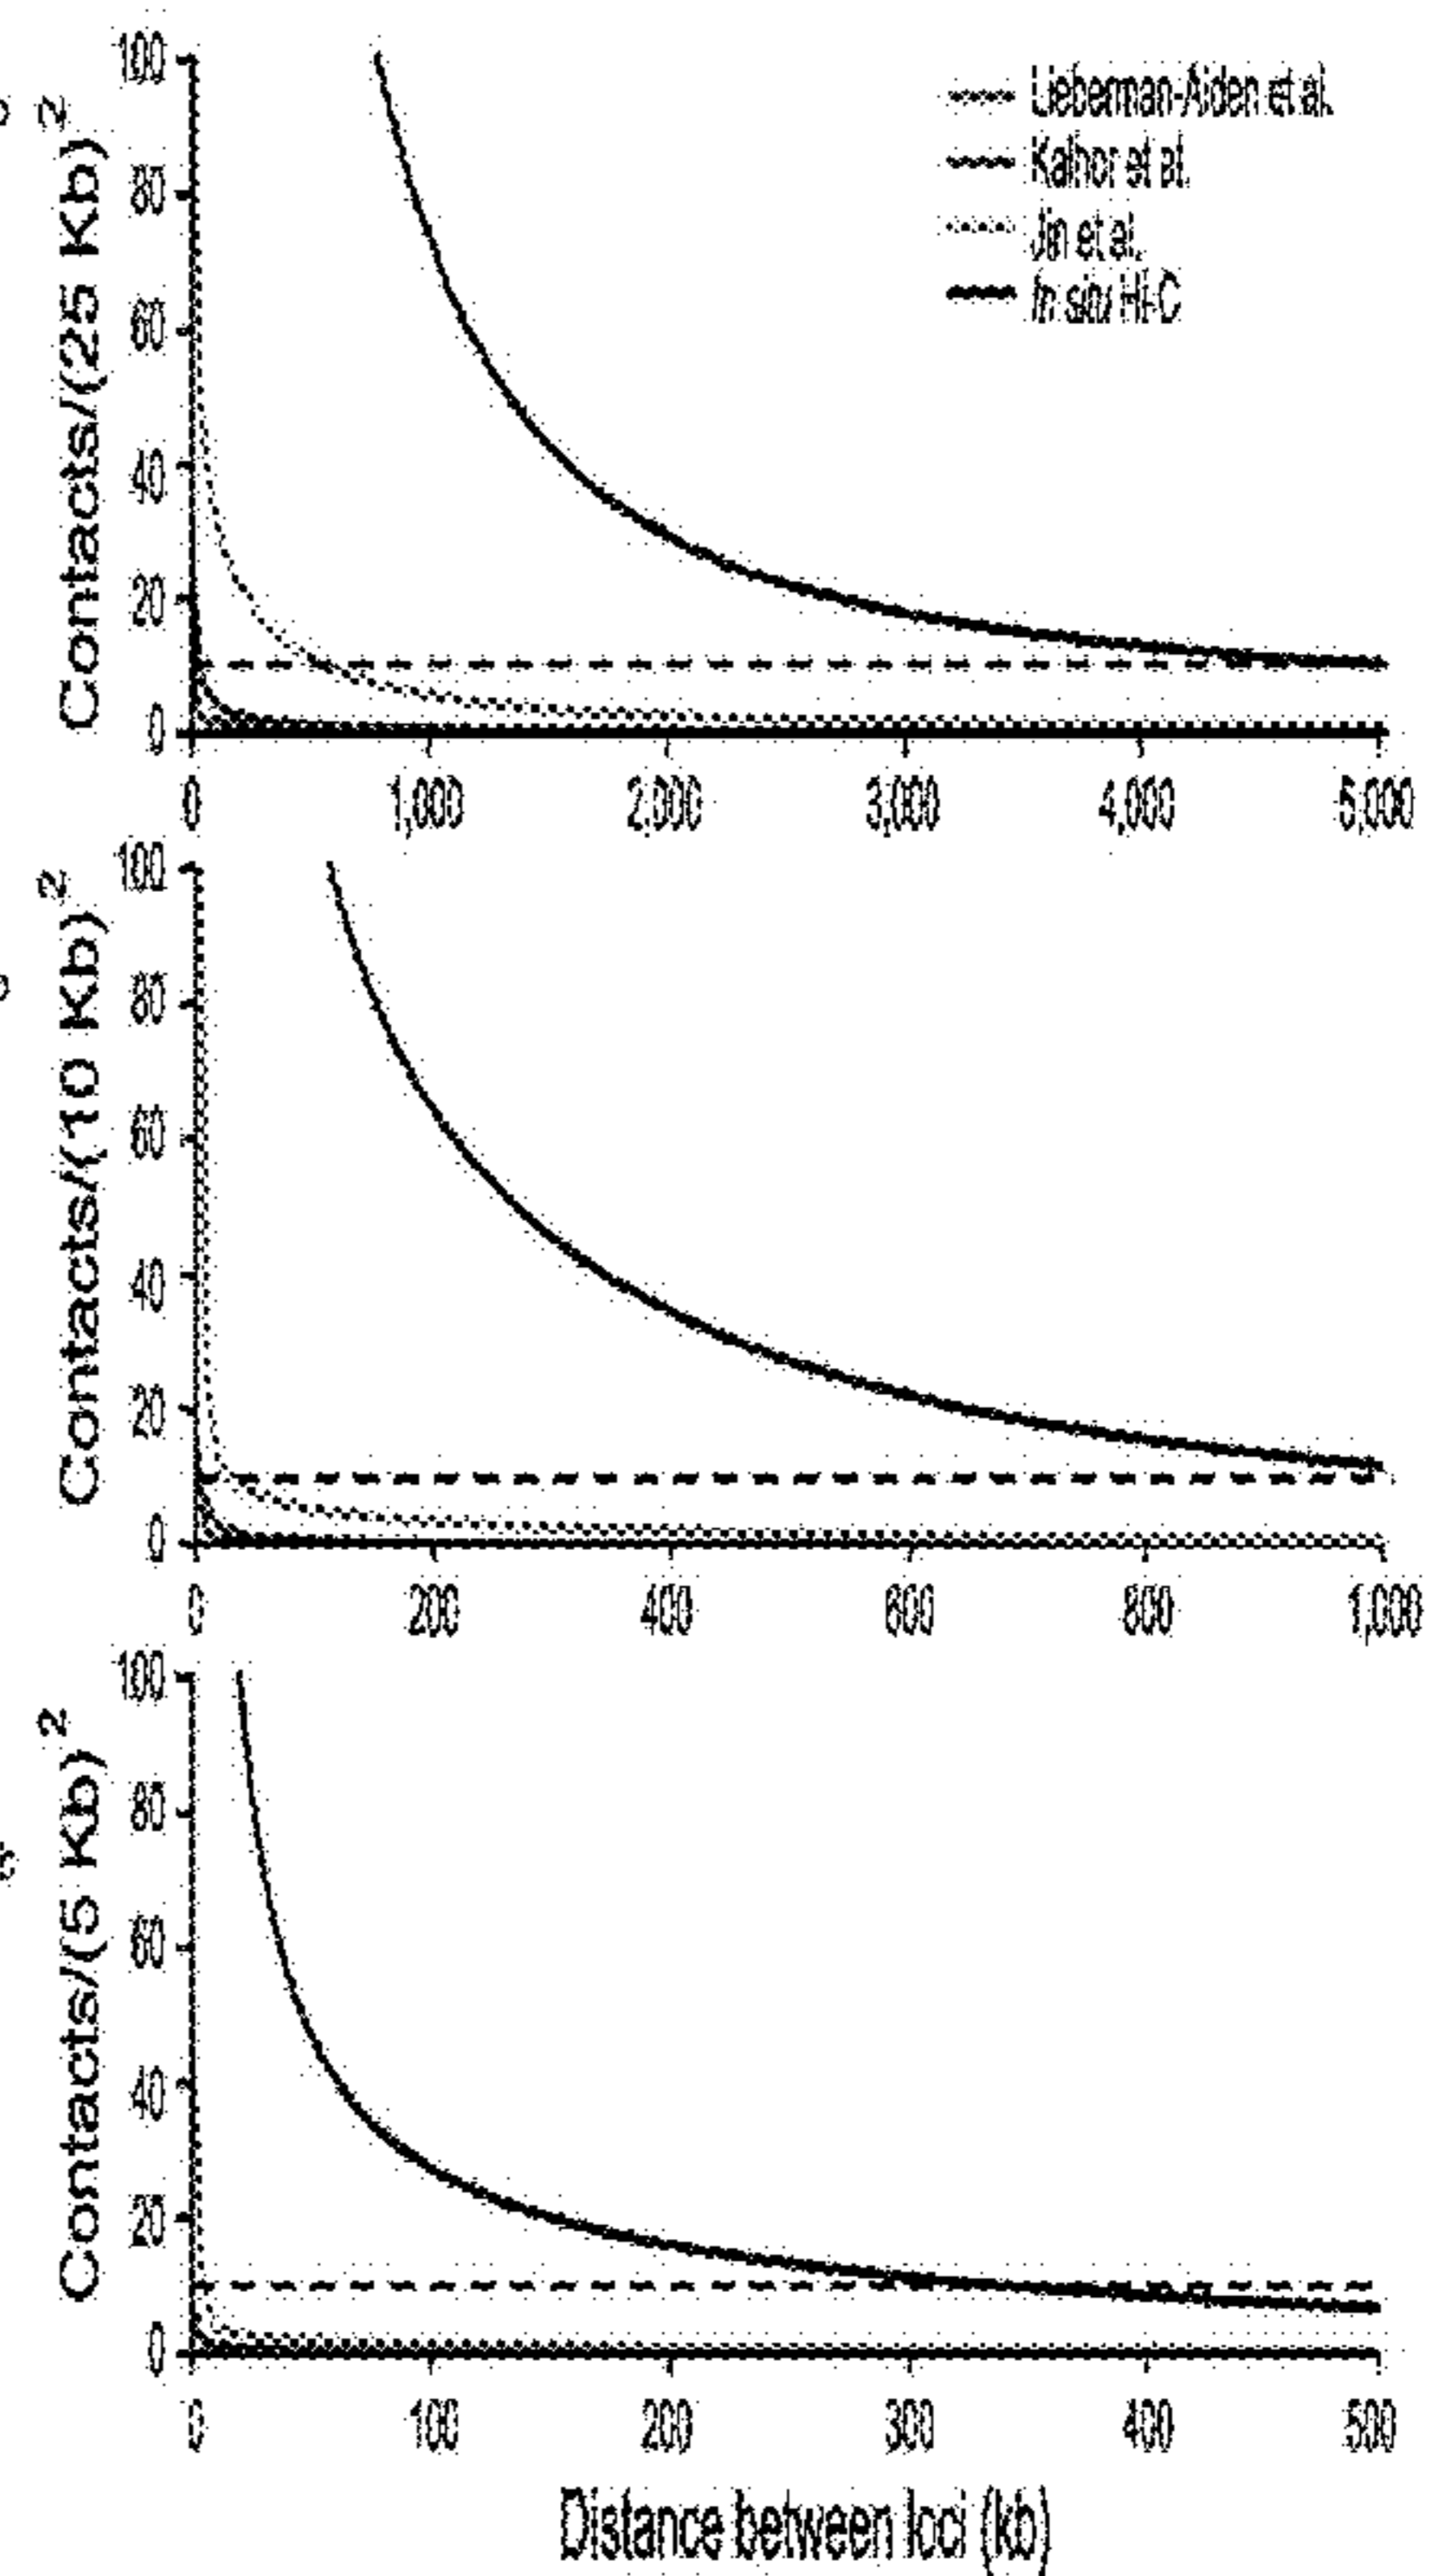 Contacts/(25 Kb)²
100
80
60
40
20
0
Lieberman-Aiden et al.
Kalhor et al.
Jin et al.
In situ Hi-C
0 1,000 2,000 3,000 4,000 5,000
Contacts/(10 Kb)²
100
80
60
40
20
0
0 200 400 600 800 1,000
Contacts/(5 Kb)²
100
80
60
40
20
0
0 100 200 300 400 500
Distance between loci (kb)